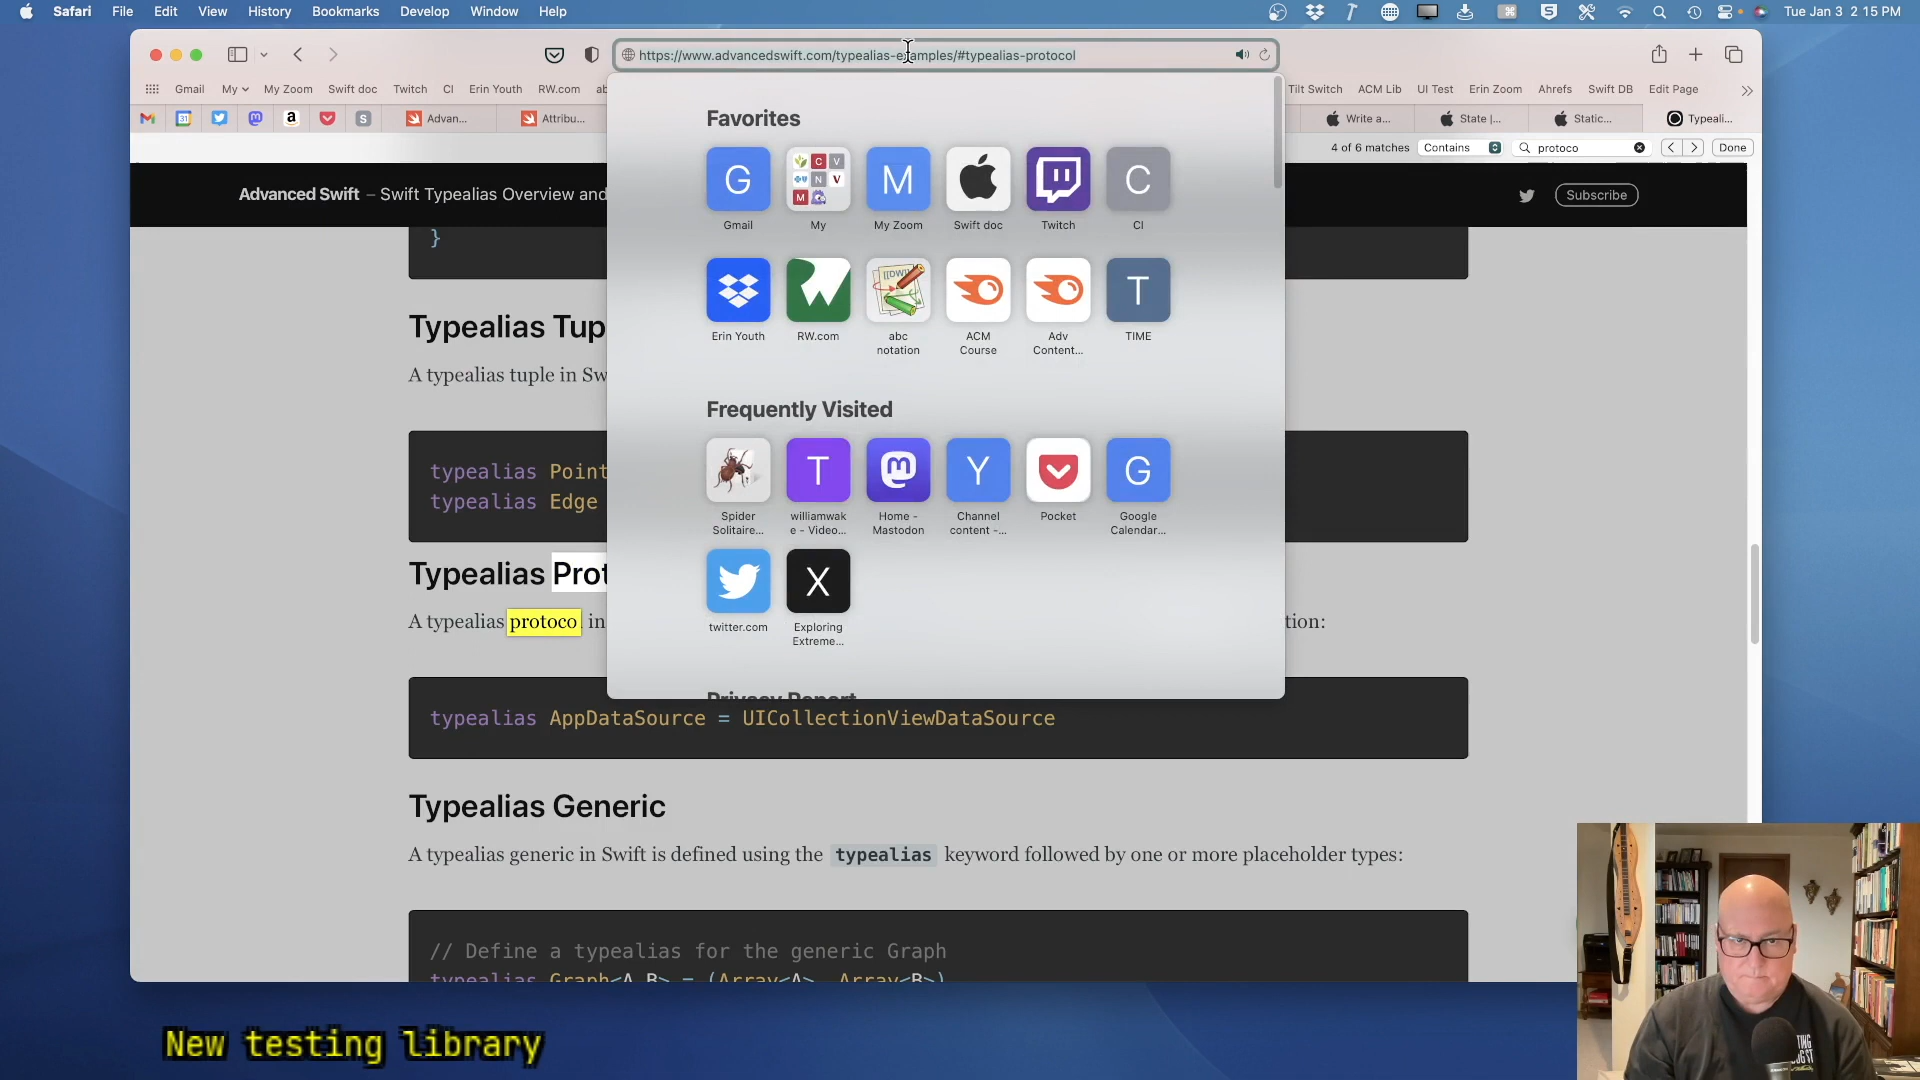 Safari File Edit View History Bookmarks Develop Window Help
Tue Jan 3 2 15 PM
https://www.advancedswift.com/typealias-examples/#typealias-protocol
Gmail My My Zoom Swift doc Twitch CI Erin Youth RW.com ab
Tilt Switch ACM Lib UI Test Erin Zoom Ahrefs Swift DB Edit Page
31 a S Advan... Attribu... Write a... State |... Static... Typeali...
4 of 6 matches Contains protoco Done
Advanced Swift – Swift Typealias Overview and
Subscribe
Favorites
G M C
Gmail My My Zoom Swift doc Twitch CI
T
Erin Youth RW.com abc notation ACM Course Adv Content... TIME
Frequently Visited
T Y G
Spider Solitaire... williamwak e - Video... Home - Mastodon Channel content -... Pocket Google Calendar...
X
twitter.com Exploring Extreme...
Privacy Report
}
Typealias Tup
A typealias tuple in Sw
typealias Point
typealias Edge
Typealias Prot
A typealias protoco in
tion:
typealias AppDataSource = UICollectionViewDataSource
Typealias Generic
A typealias generic in Swift is defined using the typealias keyword followed by one or more placeholder types:
// Define a typealias for the generic Graph
typealias Graph<A,B> = (Array<A>, Array<B>)
New testing library